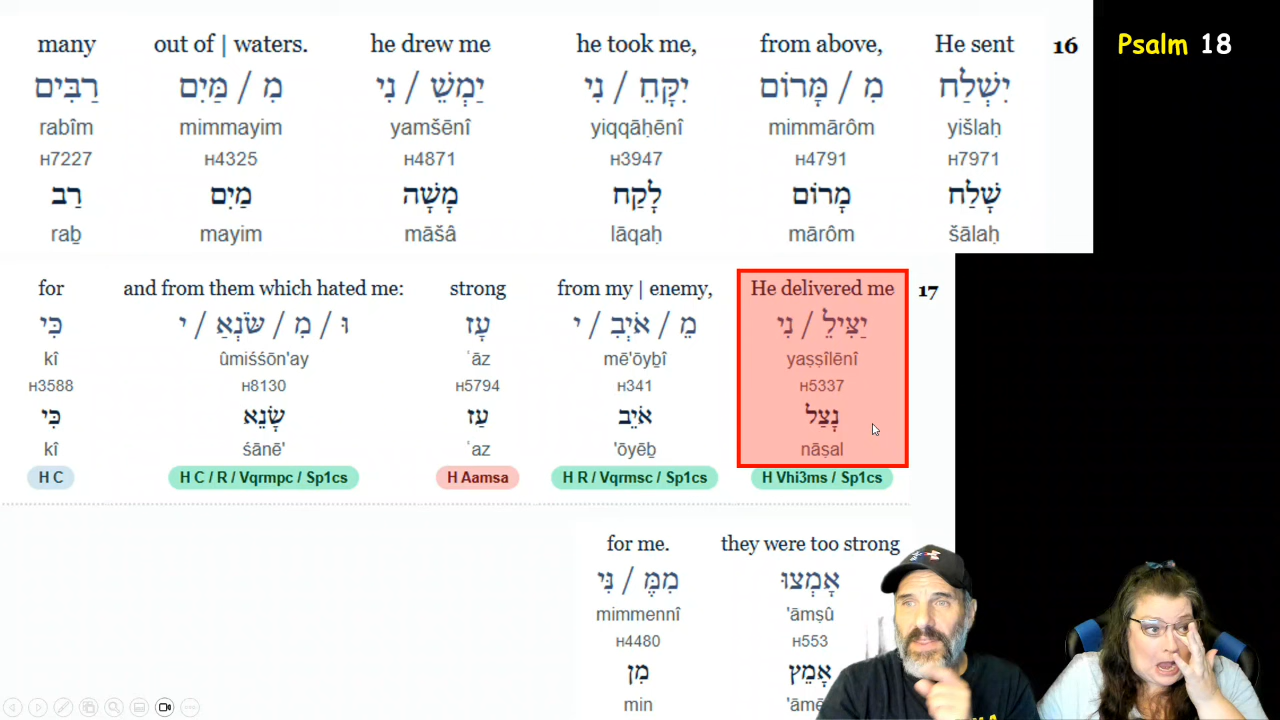 Psalm 18
many out of | waters. he drew me he took me, from above, He sent 16
רַבִּים מִ / מַּיִם יַמְשֵׁ / נִי יִקָּחֵ / נִי מִ / מָּרוֹם יִשְׁלַח
rabîm mimmayim yamšēnî yiqqāḥēnî mimmārôm yišlaḥ
H7227 H4325 H4871 H3947 H4791 H7971
רַב מַיִם מָשָׁה לָקַח מָרוֹם שָׁלַח
raḇ mayim māšâ lāqaḥ mārôm šālaḥ
for and from them which hated me: strong from my | enemy, He delivered me 17
כִּי וּ / מִ / שֹּׂנְאַ / י עָז מֵ / אֹיְבִ / י יַצִּילֵ / נִי
kî ûmiśśōn'ay ʿāz mē'ōyḇî yaṣṣîlēnî
H3588 H8130 H5794 H341 H5337
כִּי שָׂנֵא עַז אֹיֵב נָצַל
kî śānē' ʿaz 'ōyēḇ nāṣal
H C H C / R / Vqrmpc / Sp1cs H Aamsa H R / Vqrmsc / Sp1cs H Vhi3ms / Sp1cs
for me. they were too strong
מִמֶּ / נִּי אָמְצוּ
mimmennî 'āmṣû
H4480 H553
מִן אָמֵץ
min